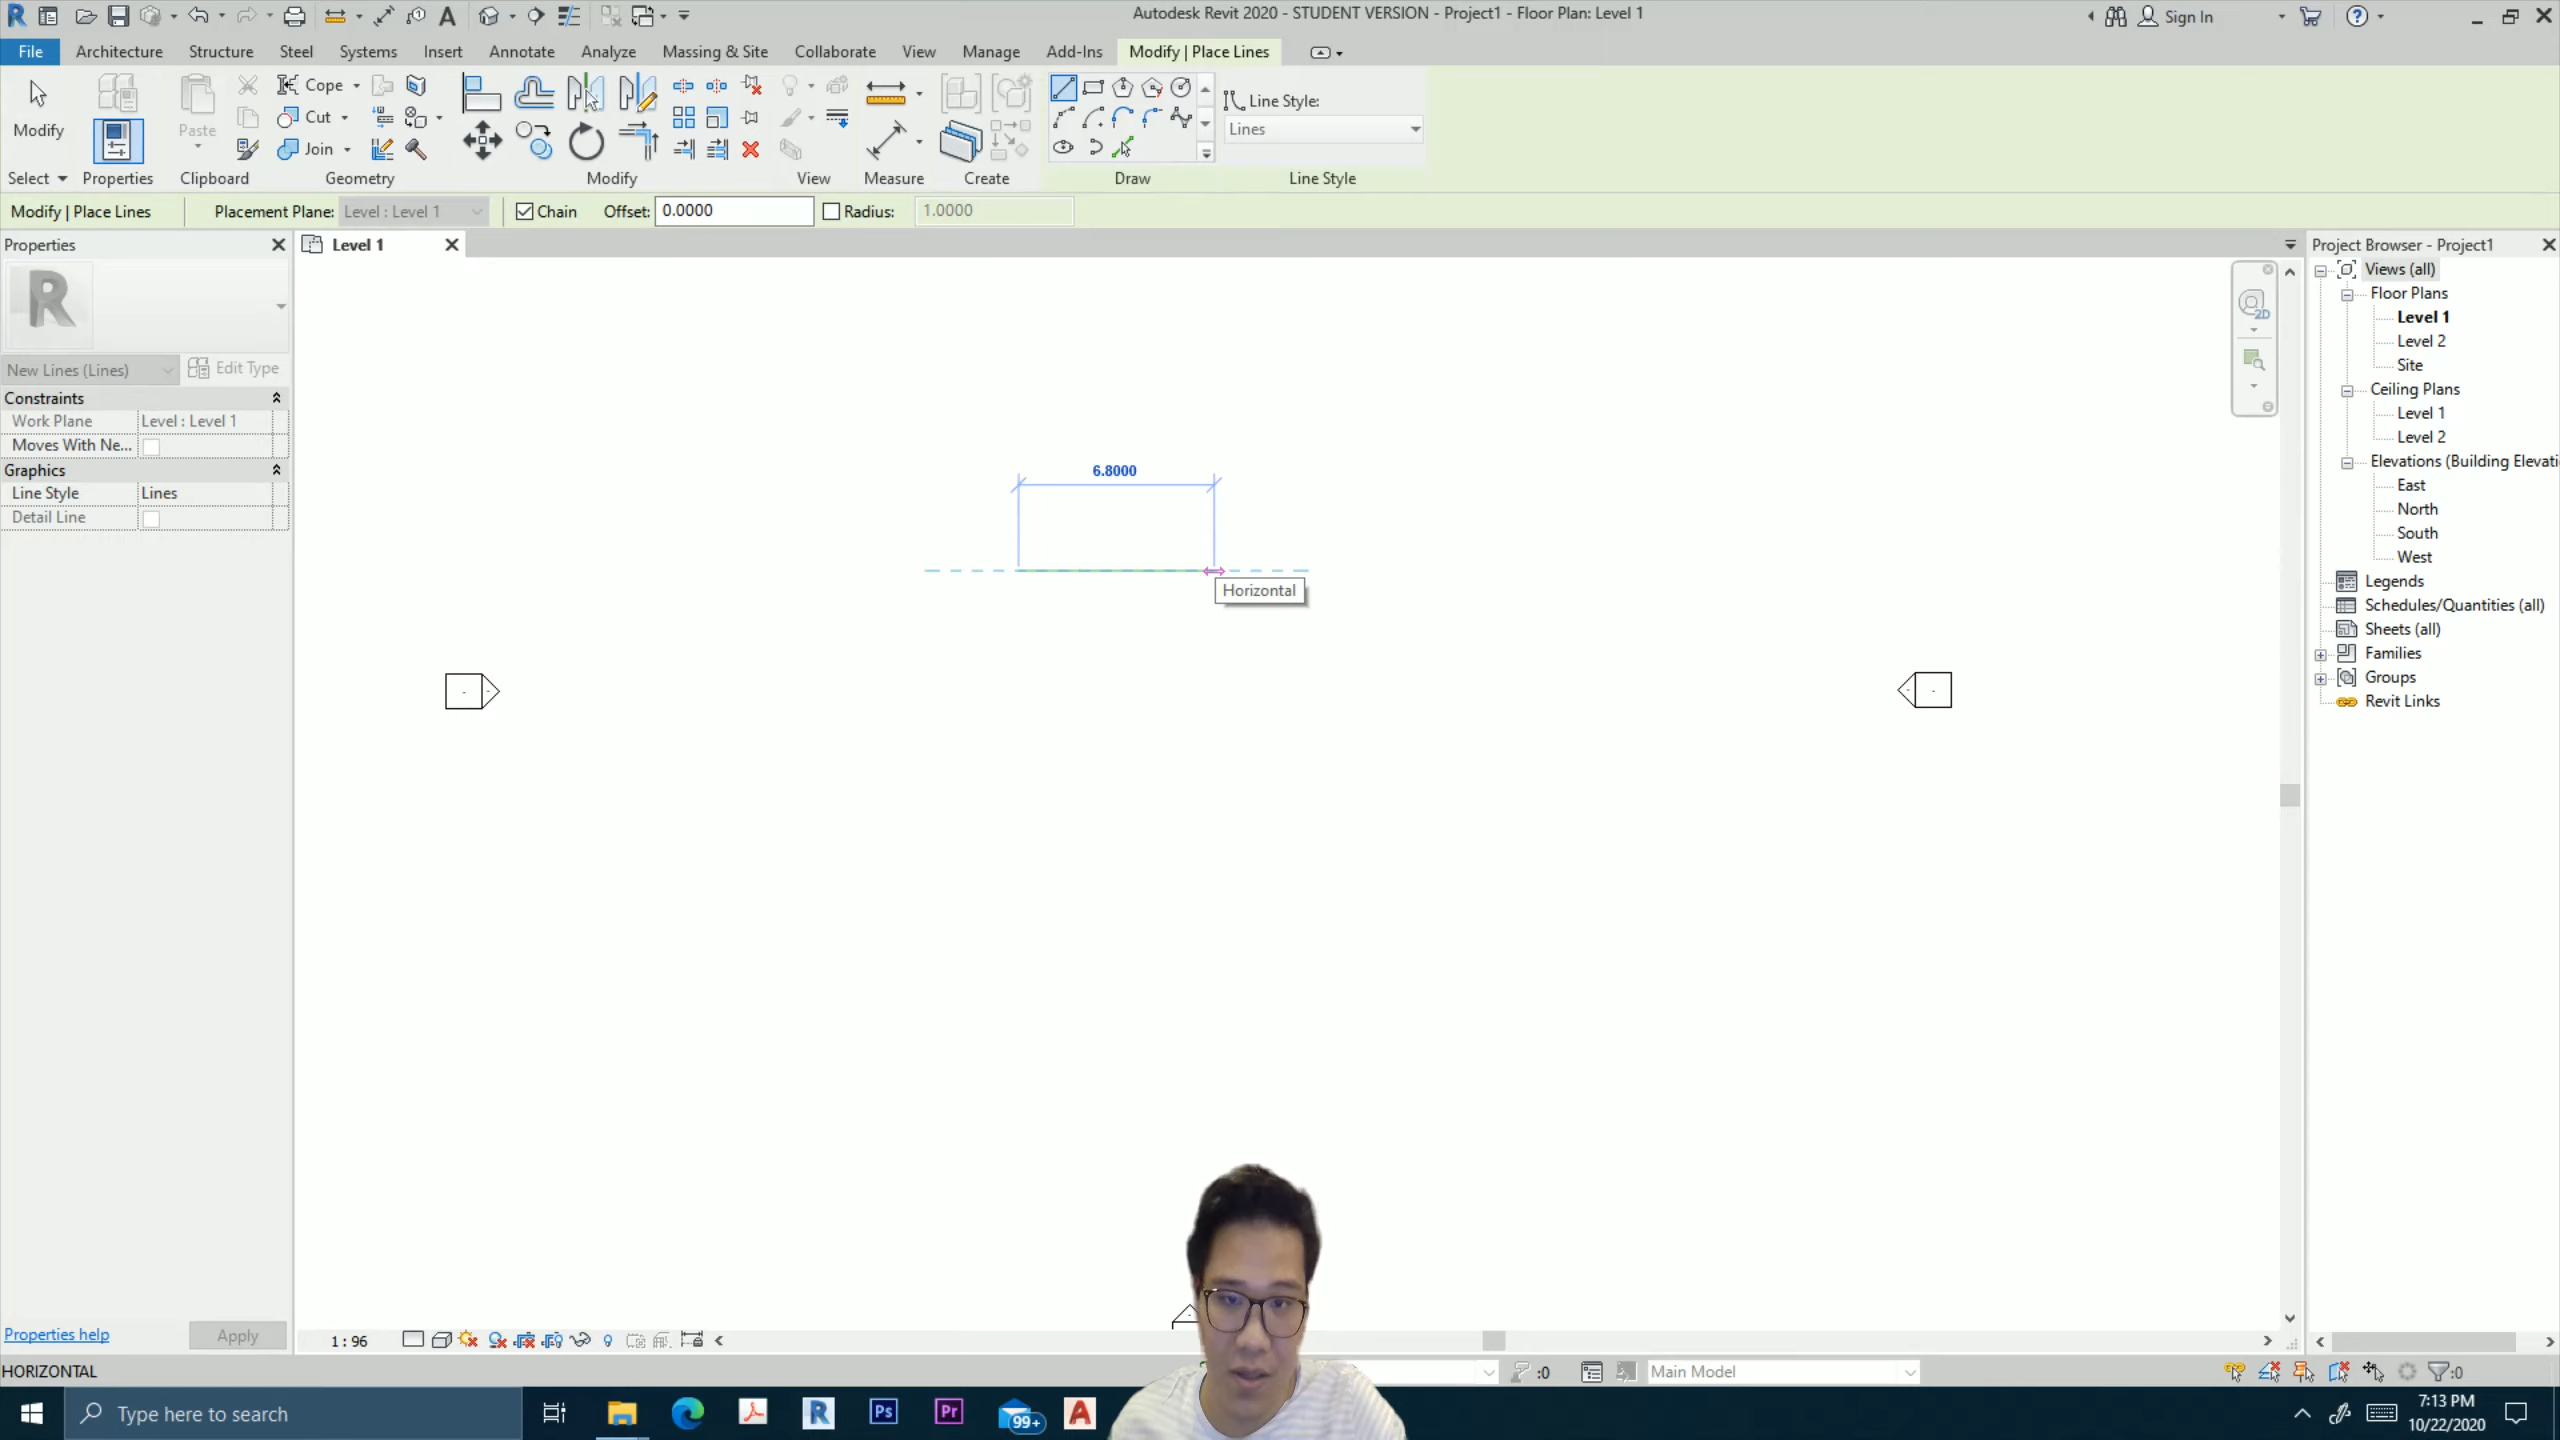 Autodesk Revit 2020 - STUDENT VERSION - Project1 - Floor Plan: Level 1
Sign In
File
Architecture
Structure
Steel
Systems
Insert
Annotate
Analyze
Massing & Site
Collaborate
View
Manage
Add-Ins
Modify | Place Lines
Modify
Paste
Cope
Cut
Join
Line Style:
Lines
Select
Properties
Clipboard
Geometry
Modify
View
Measure
Create
Draw
Line Style
Modify | Place Lines
Placement Plane:
Level : Level 1
Chain
Offset:
0.0000
Radius:
1.0000
Properties
R
New Lines (Lines)
Edit Type
Constraints
Work Plane
Level : Level 1
Moves With Ne...
Graphics
Line Style
Lines
Detail Line
Properties help
Apply
Level 1
2D
6.8000
Horizontal
1 : 96
Project Browser - Project1
Views (all)
Floor Plans
Level 1
Level 2
Site
Ceiling Plans
Level 1
Level 2
Elevations (Building Elevati
East
North
South
West
Legends
Schedules/Quantities (all)
Sheets (all)
Families
Groups
Revit Links
HORIZONTAL
:0
Main Model
:0
Type here to search
R
Ps
Pr
99+
A
7:13 PM
10/22/2020